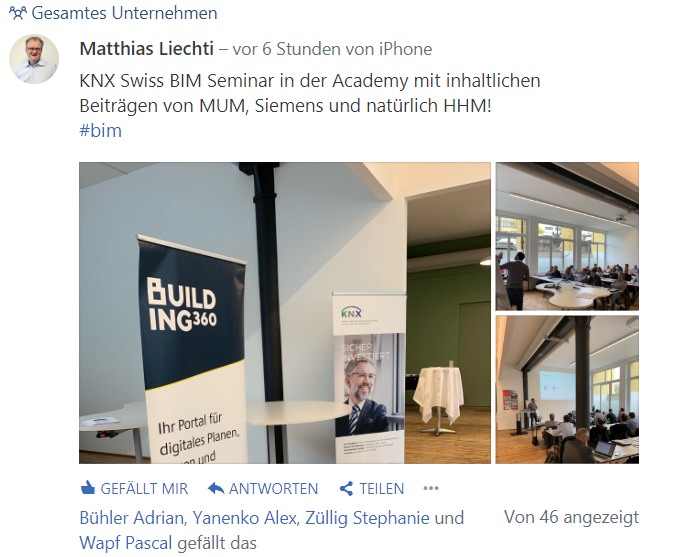 Gesamtes Unternehmen
Matthias Liechti – vor 6 Stunden von iPhone
KNX Swiss BIM Seminar in der Academy mit inhaltlichen
Beiträgen von MUM, Siemens und natürlich HHM!
#bim
BUILD
ING360
Ihr Portal für
digitales Planen,
en und
KNX
SICHER
INVESTIERT
GEFÄLLT MIR
ANTWORTEN
TEILEN
Bühler Adrian, Yanenko Alex, Züllig Stephanie und
Wapf Pascal gefällt das
Von 46 angezeigt